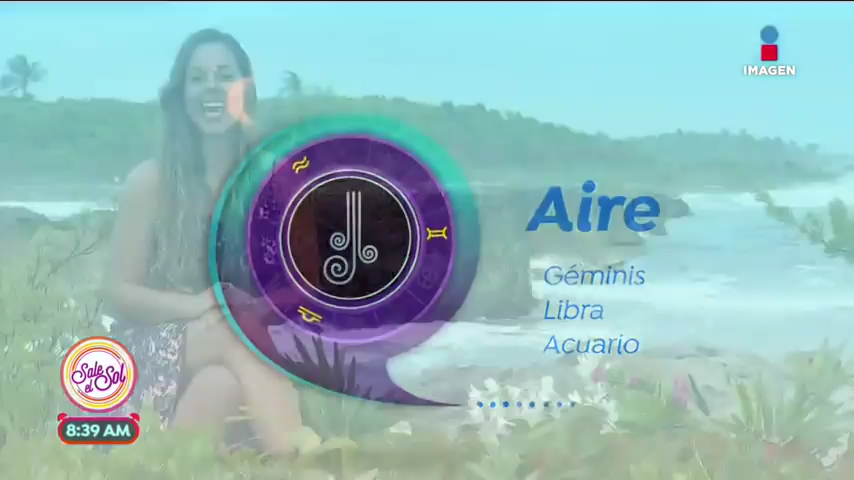 IMAGEN
Aire
Géminis
Libra
Acuario
Sale
el
Sol
8:39 AM